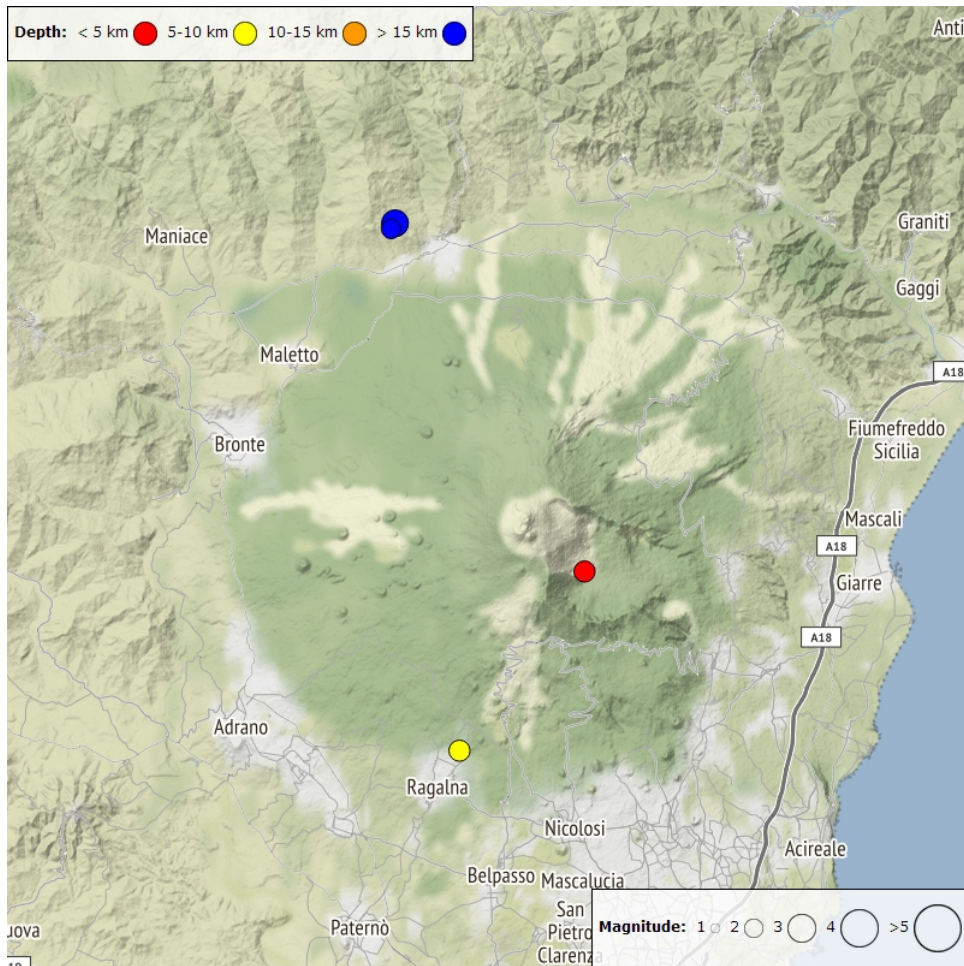 Depth: < 5 km 5-10 km 10-15 km > 15 km
Anti
Maniace
Graniti
Gaggi
Maletto
A18
Bronte
Fiumefreddo
Sicilia
Mascali
A18
Giarre
A18
Adrano
Ragalna
Nicolosi
Acireale
Belpasso
Mascalucia
Paternò
San
Pietro
Clarenza
uova
Magnitude: 1 2 3 4 >5
18